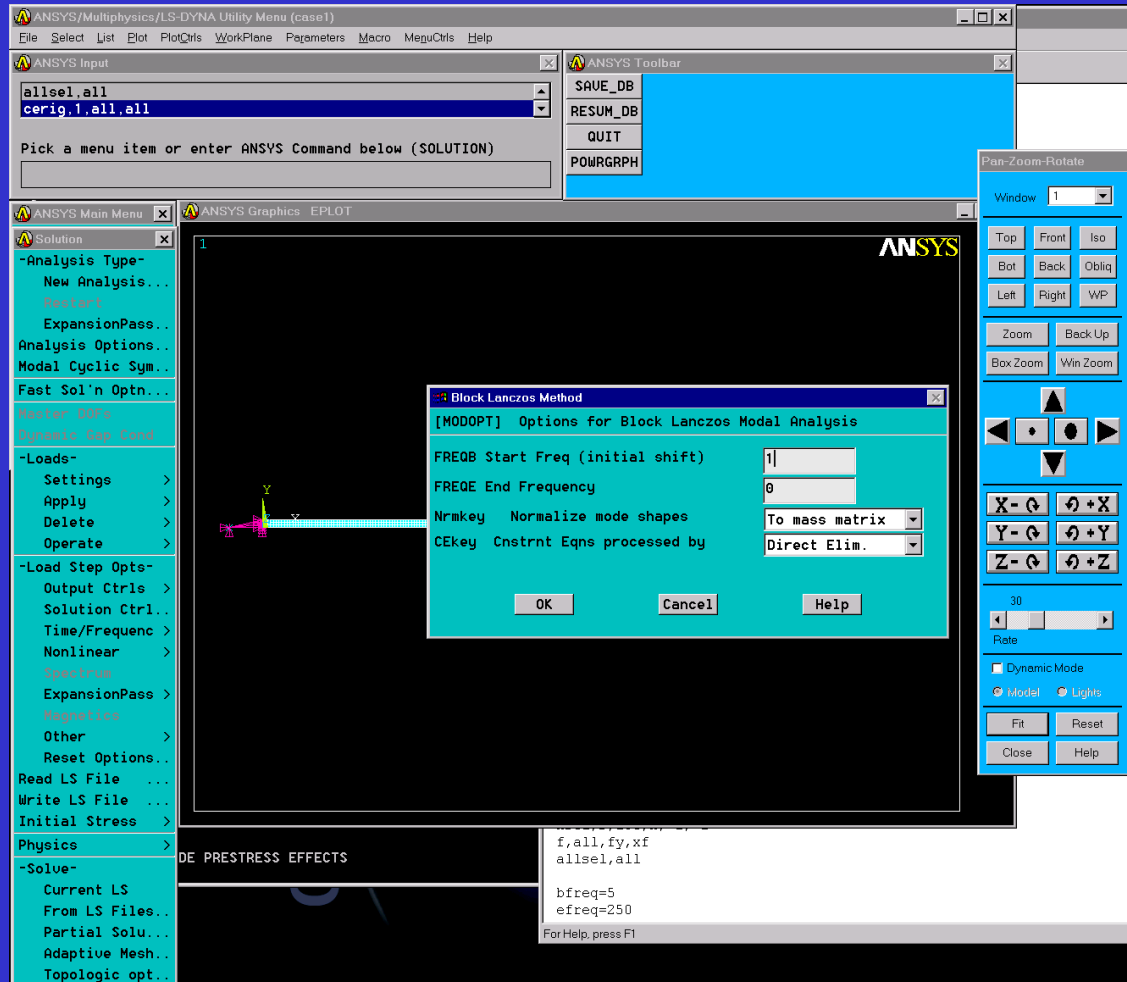 ANSYS/Multiphysics/LS-DYNA Utility Menu (case1)
File Select List Plot PlotCtrls WorkPlane Parameters Macro MenuCtrls Help
ANSYS Input
allsel,all
cerig,1,all,all
Pick a menu item or enter ANSYS Command below (SOLUTION)
ANSYS Toolbar
SAVE_DB
RESUM_DB
QUIT
POWRGRPH
ANSYS Main Menu
Solution
-Analysis Type-
New Analysis...
Restart
ExpansionPass..
Analysis Options..
Modal Cyclic Sym..
Fast Sol'n Optn...
Master DOFs
Dynamic Gap Cond
-Loads-
Settings >
Apply >
Delete >
Operate >
-Load Step Opts-
Output Ctrls >
Solution Ctrl..
Time/Frequenc >
Nonlinear >
Spectrum
ExpansionPass >
Magnetics
Other >
Reset Options..
Read LS File ...
Write LS File ...
Initial Stress >
Physics >
-Solve-
Current LS
From LS Files..
Partial Solu...
Adaptive Mesh..
Topologic opt..
ANSYS Graphics EPLOT
1
ANSYS
Y
Block Lanczos Method
[MODOPT] Options for Block Lanczos Modal Analysis
FREQB Start Freq (initial shift) 1
FREQE End Frequency 0
Nrmkey Normalize mode shapes To mass matrix
CEkey Cnstrnt Eqns processed by Direct Elim.
OK Cancel Help
Pan-Zoom-Rotate
Window 1
Top Front Iso
Bot Back Obliq
Left Right WP
Zoom Back Up
Box Zoom Win Zoom
X- +X
Y- +Y
Z- +Z
30
Rate
Dynamic Mode
Model Lights
Fit Reset
Close Help
DE PRESTRESS EFFECTS
f,all,fy,xf
allsel,all
bfreq=5
efreq=250
For Help, press F1